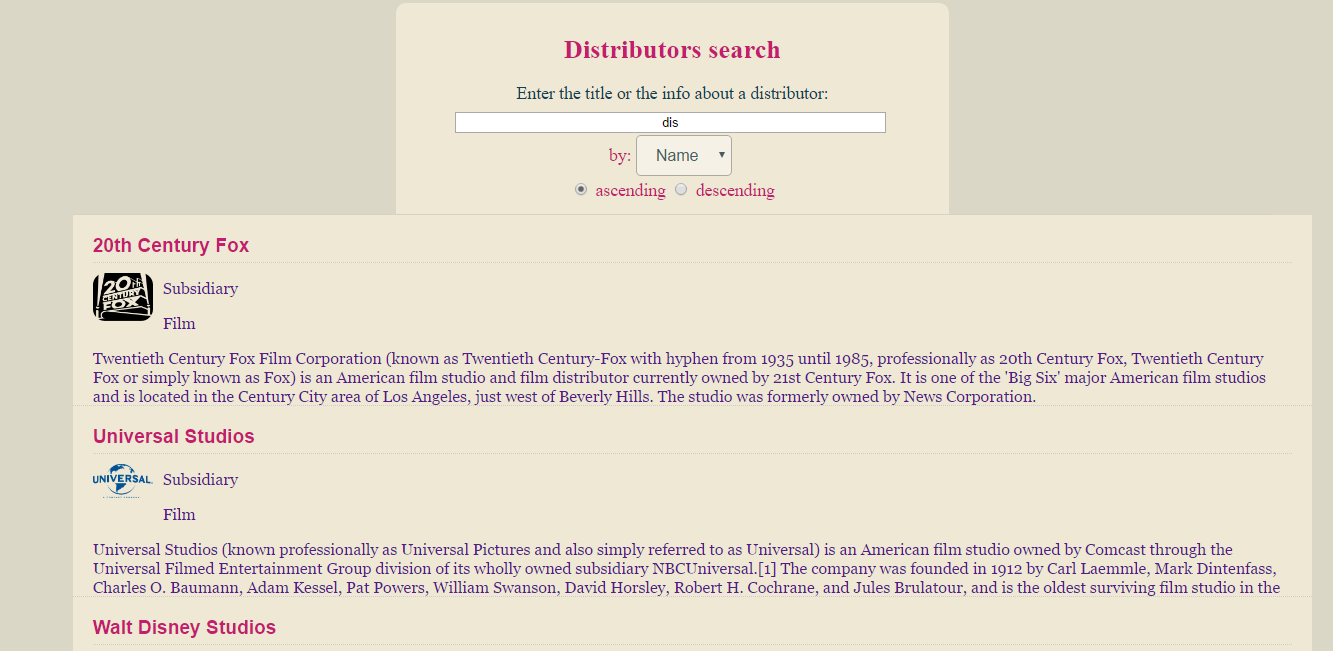 Distributors search
Enter the title or the info about a distributor:
dis
by: Name
ascending descending
20th Century Fox
20th
CENTURY
FOX
Subsidiary
Film
Twentieth Century Fox Film Corporation (known as Twentieth Century-Fox with hyphen from 1935 until 1985, professionally as 20th Century Fox, Twentieth Century
Fox or simply known as Fox) is an American film studio and film distributor currently owned by 21st Century Fox. It is one of the 'Big Six' major American film studios
and is located in the Century City area of Los Angeles, just west of Beverly Hills. The studio was formerly owned by News Corporation.
Universal Studios
UNIVERSAL
Subsidiary
Film
Universal Studios (known professionally as Universal Pictures and also simply referred to as Universal) is an American film studio owned by Comcast through the
Universal Filmed Entertainment Group division of its wholly owned subsidiary NBCUniversal.[1] The company was founded in 1912 by Carl Laemmle, Mark Dintenfass,
Charles O. Baumann, Adam Kessel, Pat Powers, William Swanson, David Horsley, Robert H. Cochrane, and Jules Brulatour, and is the oldest surviving film studio in the
Walt Disney Studios